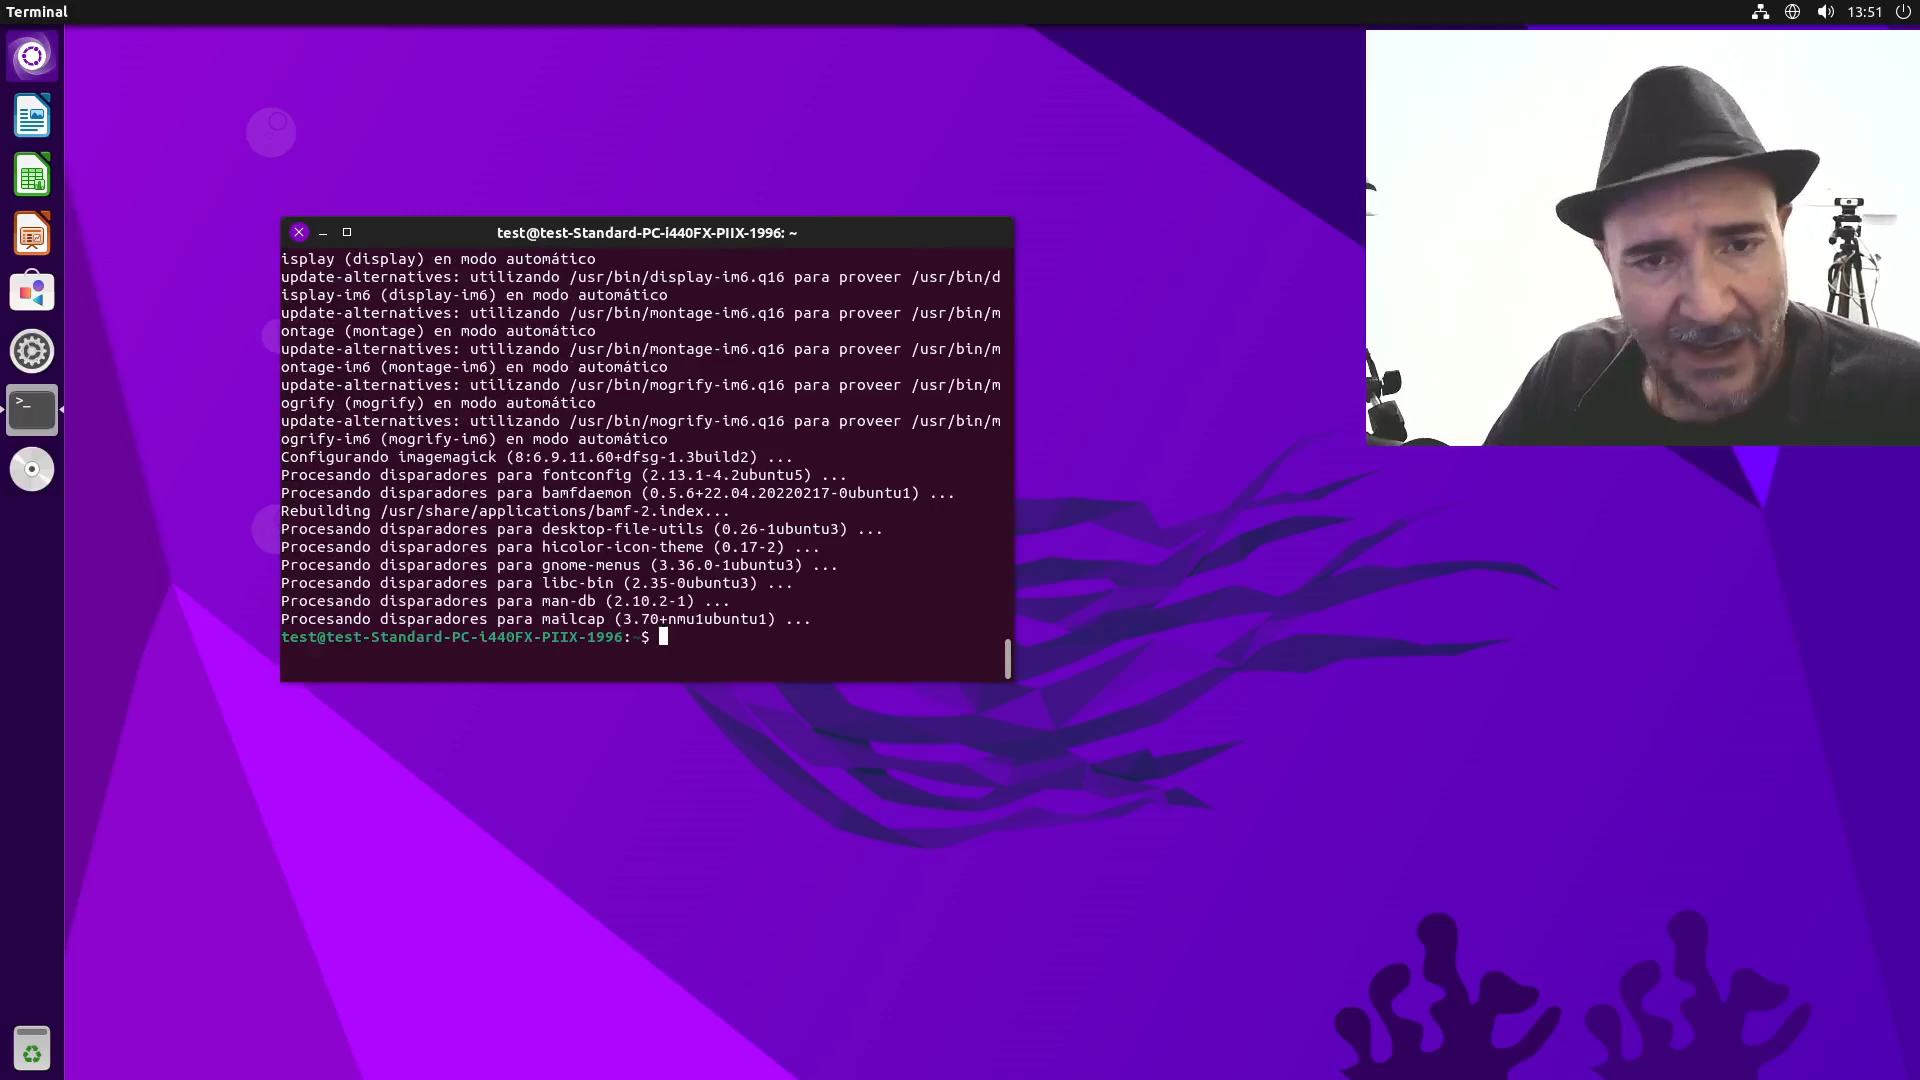 Terminal
13:51
test@test-Standard-PC-i440FX-PIIX-1996: ~
isplay (display) en modo automático
update-alternatives: utilizando /usr/bin/display-im6.q16 para proveer /usr/bin/d
isplay-im6 (display-im6) en modo automático
update-alternatives: utilizando /usr/bin/montage-im6.q16 para proveer /usr/bin/m
ontage (montage) en modo automático
update-alternatives: utilizando /usr/bin/montage-im6.q16 para proveer /usr/bin/m
ontage-im6 (montage-im6) en modo automático
update-alternatives: utilizando /usr/bin/mogrify-im6.q16 para proveer /usr/bin/m
ogrify (mogrify) en modo automático
update-alternatives: utilizando /usr/bin/mogrify-im6.q16 para proveer /usr/bin/m
ogrify-im6 (mogrify-im6) en modo automático
Configurando imagemagick (8:6.9.11.60+dfsg-1.3build2) ...
Procesando disparadores para fontconfig (2.13.1-4.2ubuntu5) ...
Procesando disparadores para bamfdaemon (0.5.6+22.04.20220217-0ubuntu1) ...
Rebuilding /usr/share/applications/bamf-2.index...
Procesando disparadores para desktop-file-utils (0.26-1ubuntu3) ...
Procesando disparadores para hicolor-icon-theme (0.17-2) ...
Procesando disparadores para gnome-menus (3.36.0-1ubuntu3) ...
Procesando disparadores para libc-bin (2.35-0ubuntu3) ...
Procesando disparadores para man-db (2.10.2-1) ...
Procesando disparadores para mailcap (3.70+nmu1ubuntu1) ...
test@test-Standard-PC-i440FX-PIIX-1996:~$